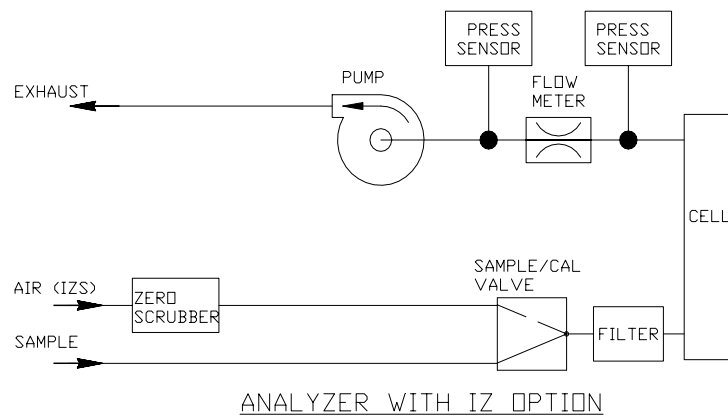 PRESS
SENSOR
PRESS
SENSOR
PUMP
FLOW
METER
EXHAUST
CELL
SAMPLE/CAL
VALVE
AIR (IZS)
ZERO
SCRUBBER
FILTER
SAMPLE
ANALYZER WITH IZ OPTION